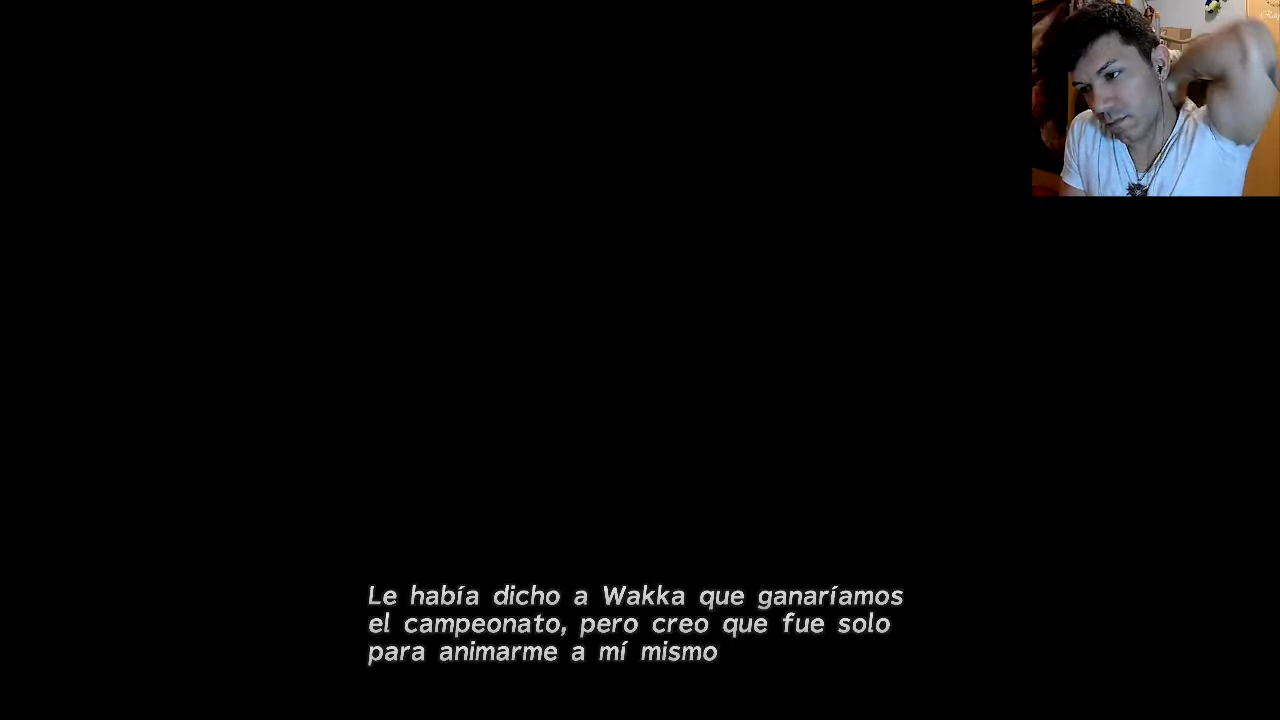 Le había dicho a Wakka que ganaríamos
el campeonato, pero creo que fue solo
para animarme a mí mismo